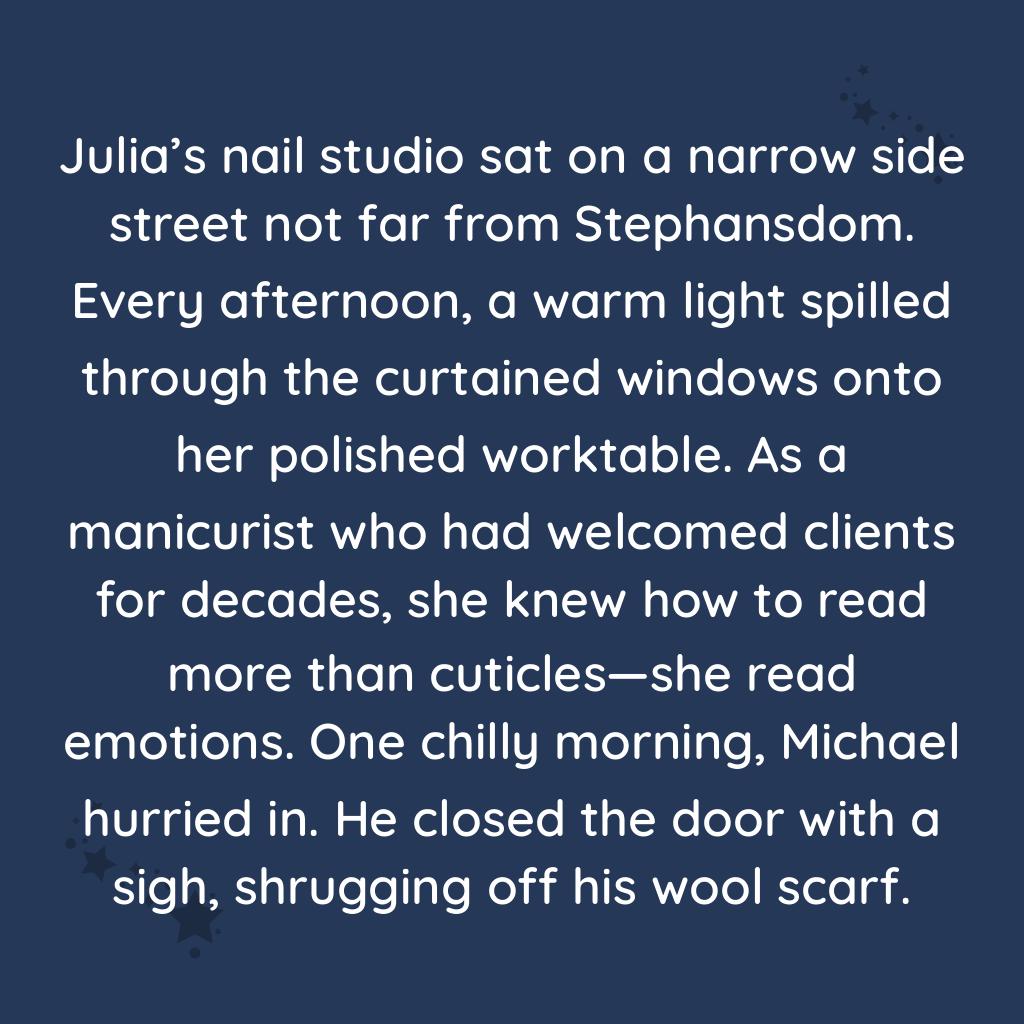 Julia’s nail studio sat on a narrow side
street not far from Stephansdom.
Every afternoon, a warm light spilled
through the curtained windows onto
her polished worktable. As a
manicurist who had welcomed clients
for decades, she knew how to read
more than cuticles—she read
emotions. One chilly morning, Michael
hurried in. He closed the door with a
sigh, shrugging off his wool scarf.